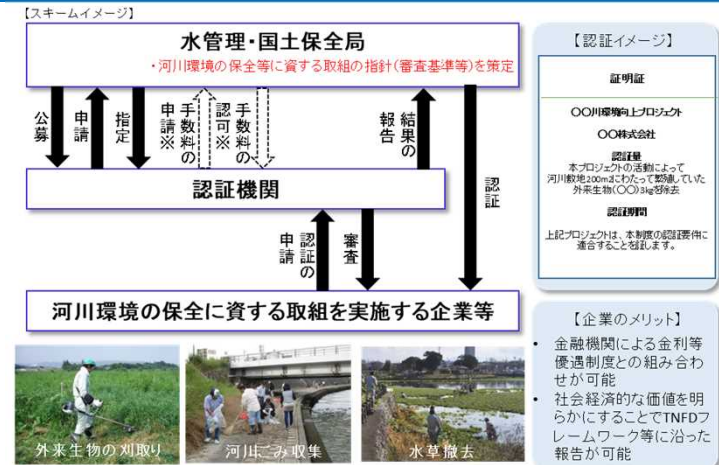 【スキームイメージ】
水管理・国土保全局
・河川環境の保全等に資する取組の指針(審査基準等)を策定
公募
申請
指定
手数料の
申請※
手数料の
認可※
結果の
報告
認証
認証機関
認証の
申請
審査
河川環境の保全に資する取組を実施する企業等
外来生物の刈取り
河川ごみ収集
水草撤去
【認証イメージ】
証明証
〇〇川環境向上プロジェクト
〇〇株式会社
認証量
本プロジェクトの活動によって
河川敷地200m2にわたって繁殖していた
外来生物(〇〇)3kgを除去
認証期間
上記プロジェクトは、本制度の認証要件に
適合することを証します。
【企業のメリット】
• 金融機関による金利等
優遇制度との組み合わ
せが可能
• 社会経済的な価値を明
らかにすることでTNFDフ
レームワーク等に沿った
報告が可能